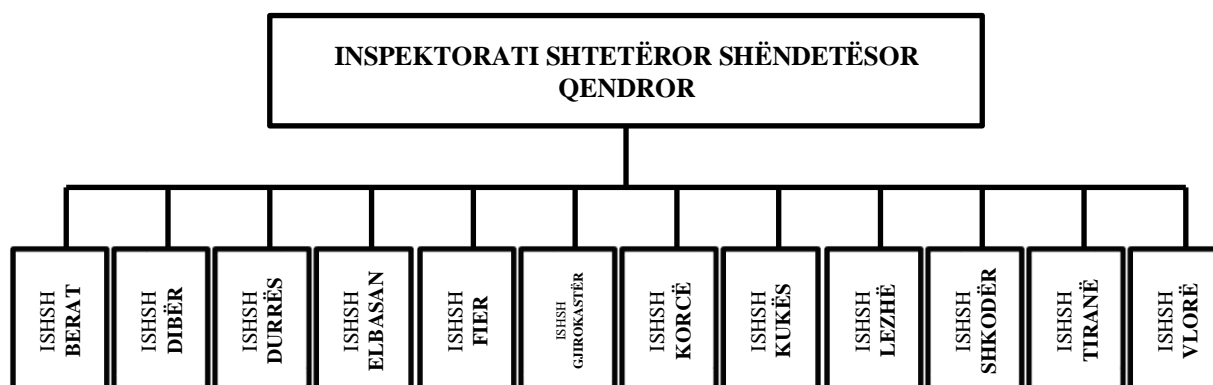 INSPEKTORATI SHTETËROR SHËNDETËSOR
QENDROR
ISHSH
BERAT
ISHSH
DIBËR
ISHSH
DURRËS
ISHSH
ELBASAN
ISHSH
FIER
ISHSH
GJIROKASTËR
ISHSH
KORCË
ISHSH
KUKËS
ISHSH
LEZHË
ISHSH
SHKODËR
ISHSH
TIRANË
ISHSH
VLORË